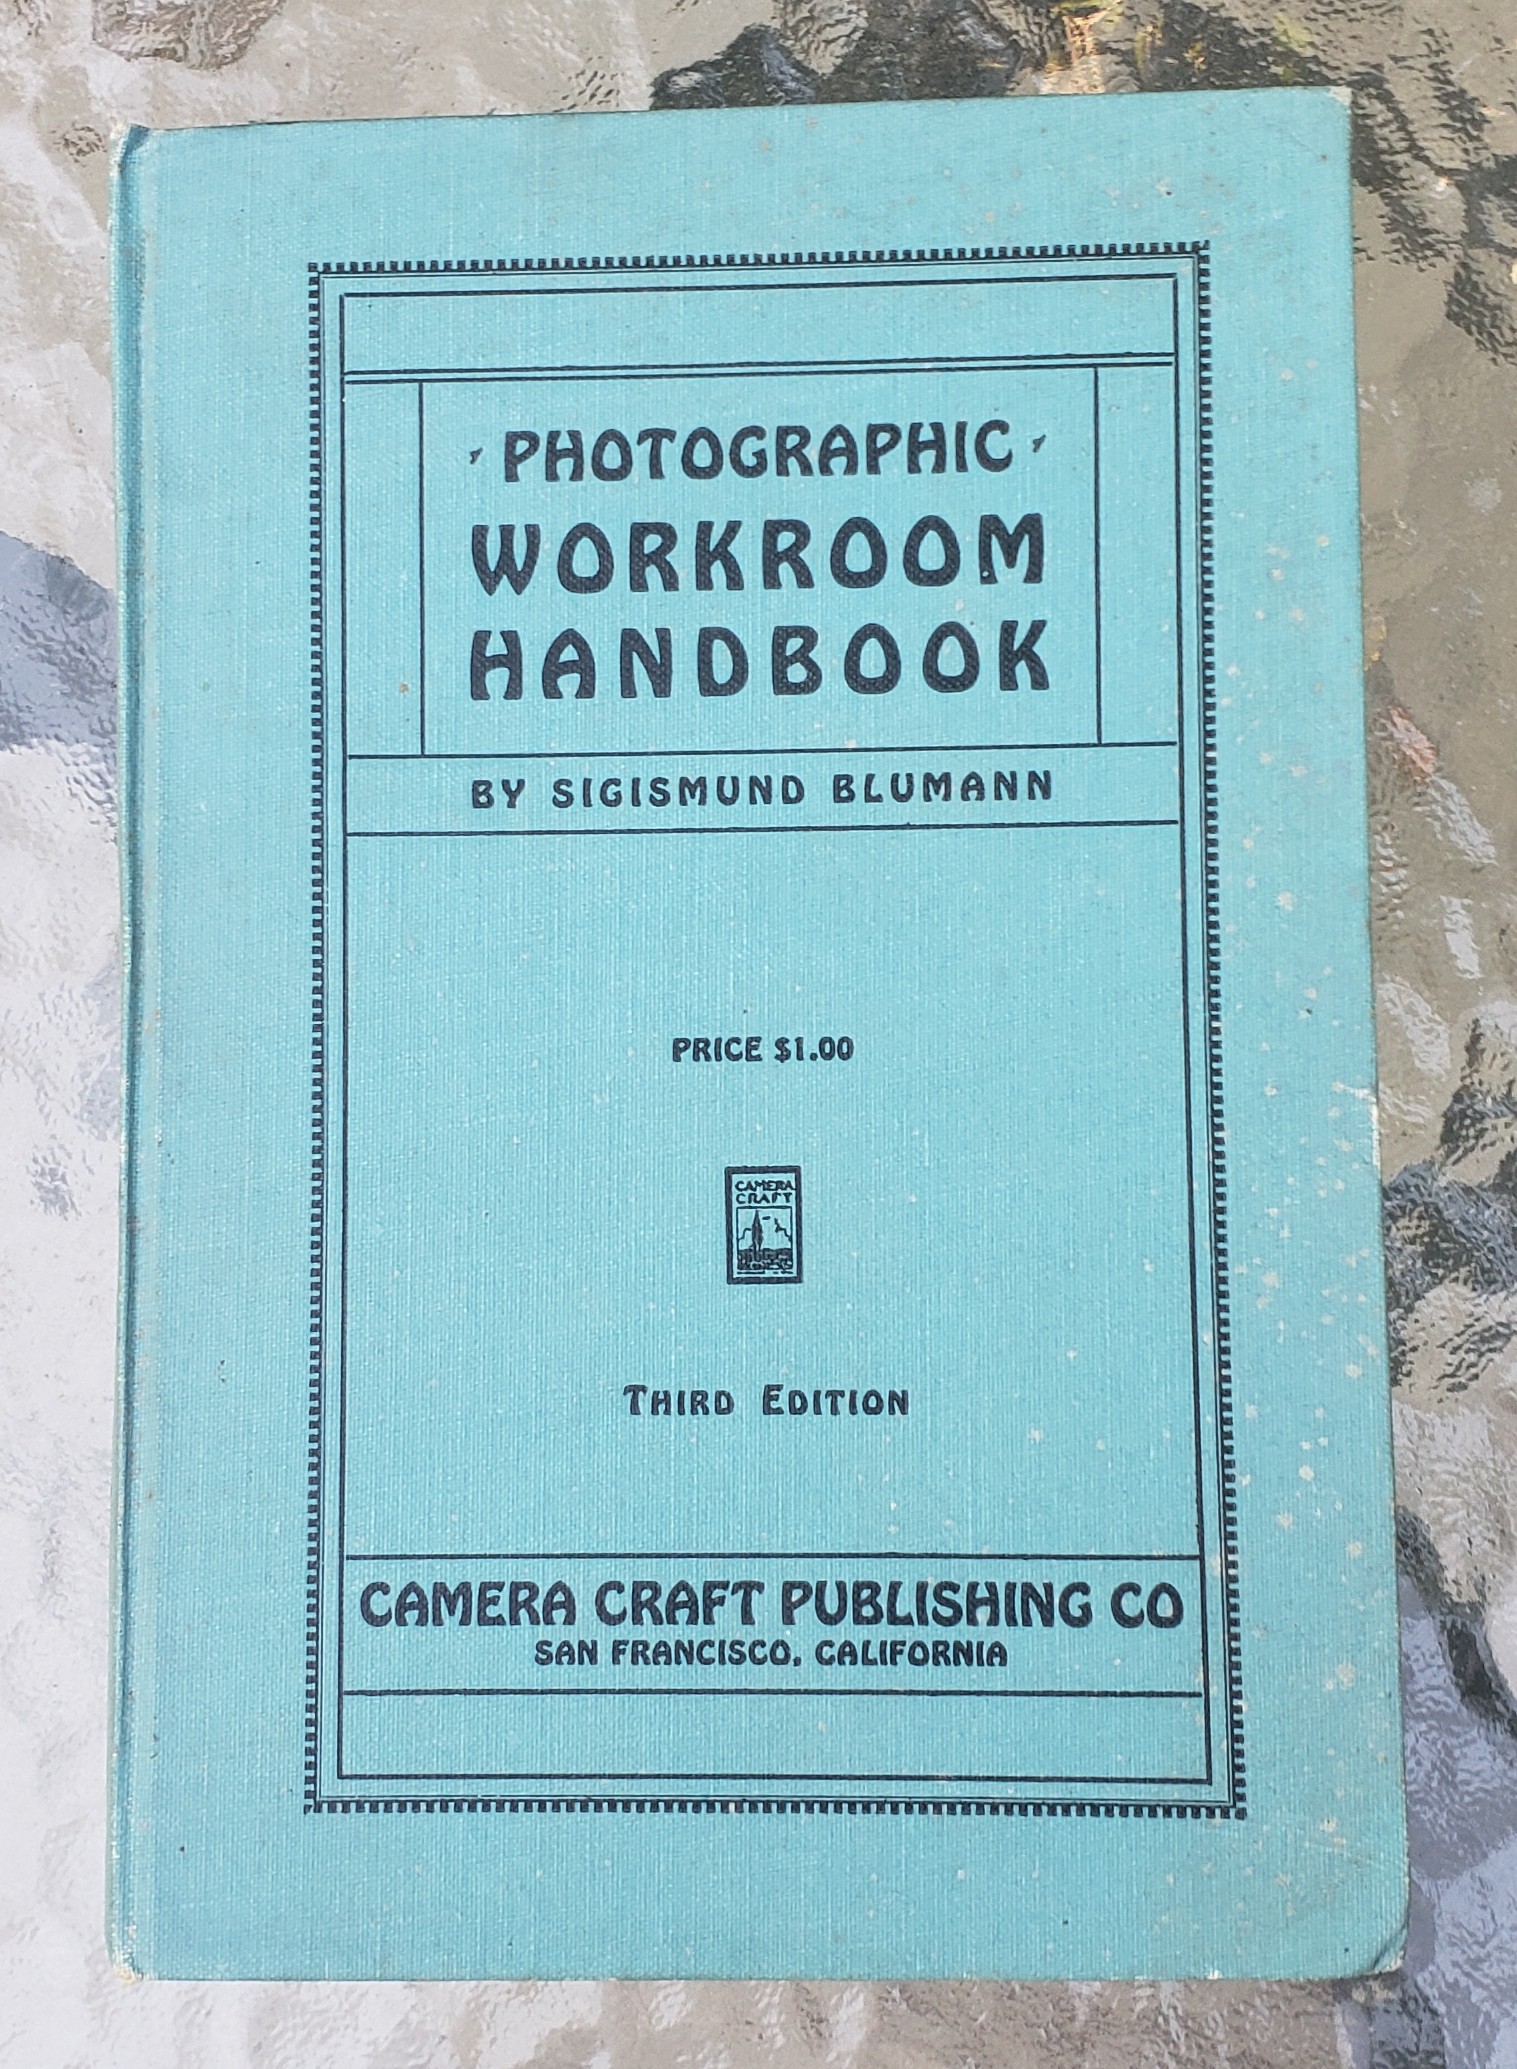 PHOTOGRAPHIC
WORKROOM
HANDBOOK
BY SIGISMUND BLUMANN
PRICE $1.00
CAMERA
CRAFT
THIRD EDITION
CAMERA CRAFT PUBLISHING CO
SAN FRANCISCO, CALIFORNIA